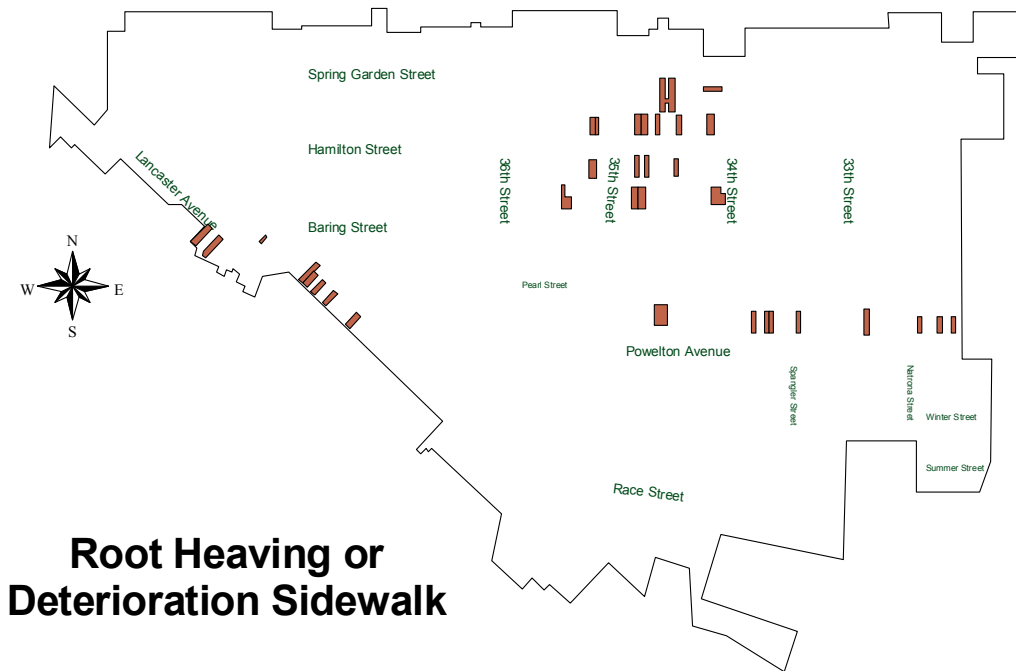 Spring Garden Street
Hamilton Street
Lancaster Avenue
36th Street
35th Street
34th Street
33th Street
Baring Street
N
W
E
S
Pearl Street
Powelton Avenue
Spangler Street
Natrona Street
Winter Street
Summer Street
Race Street
Root Heaving or
Deterioration Sidewalk